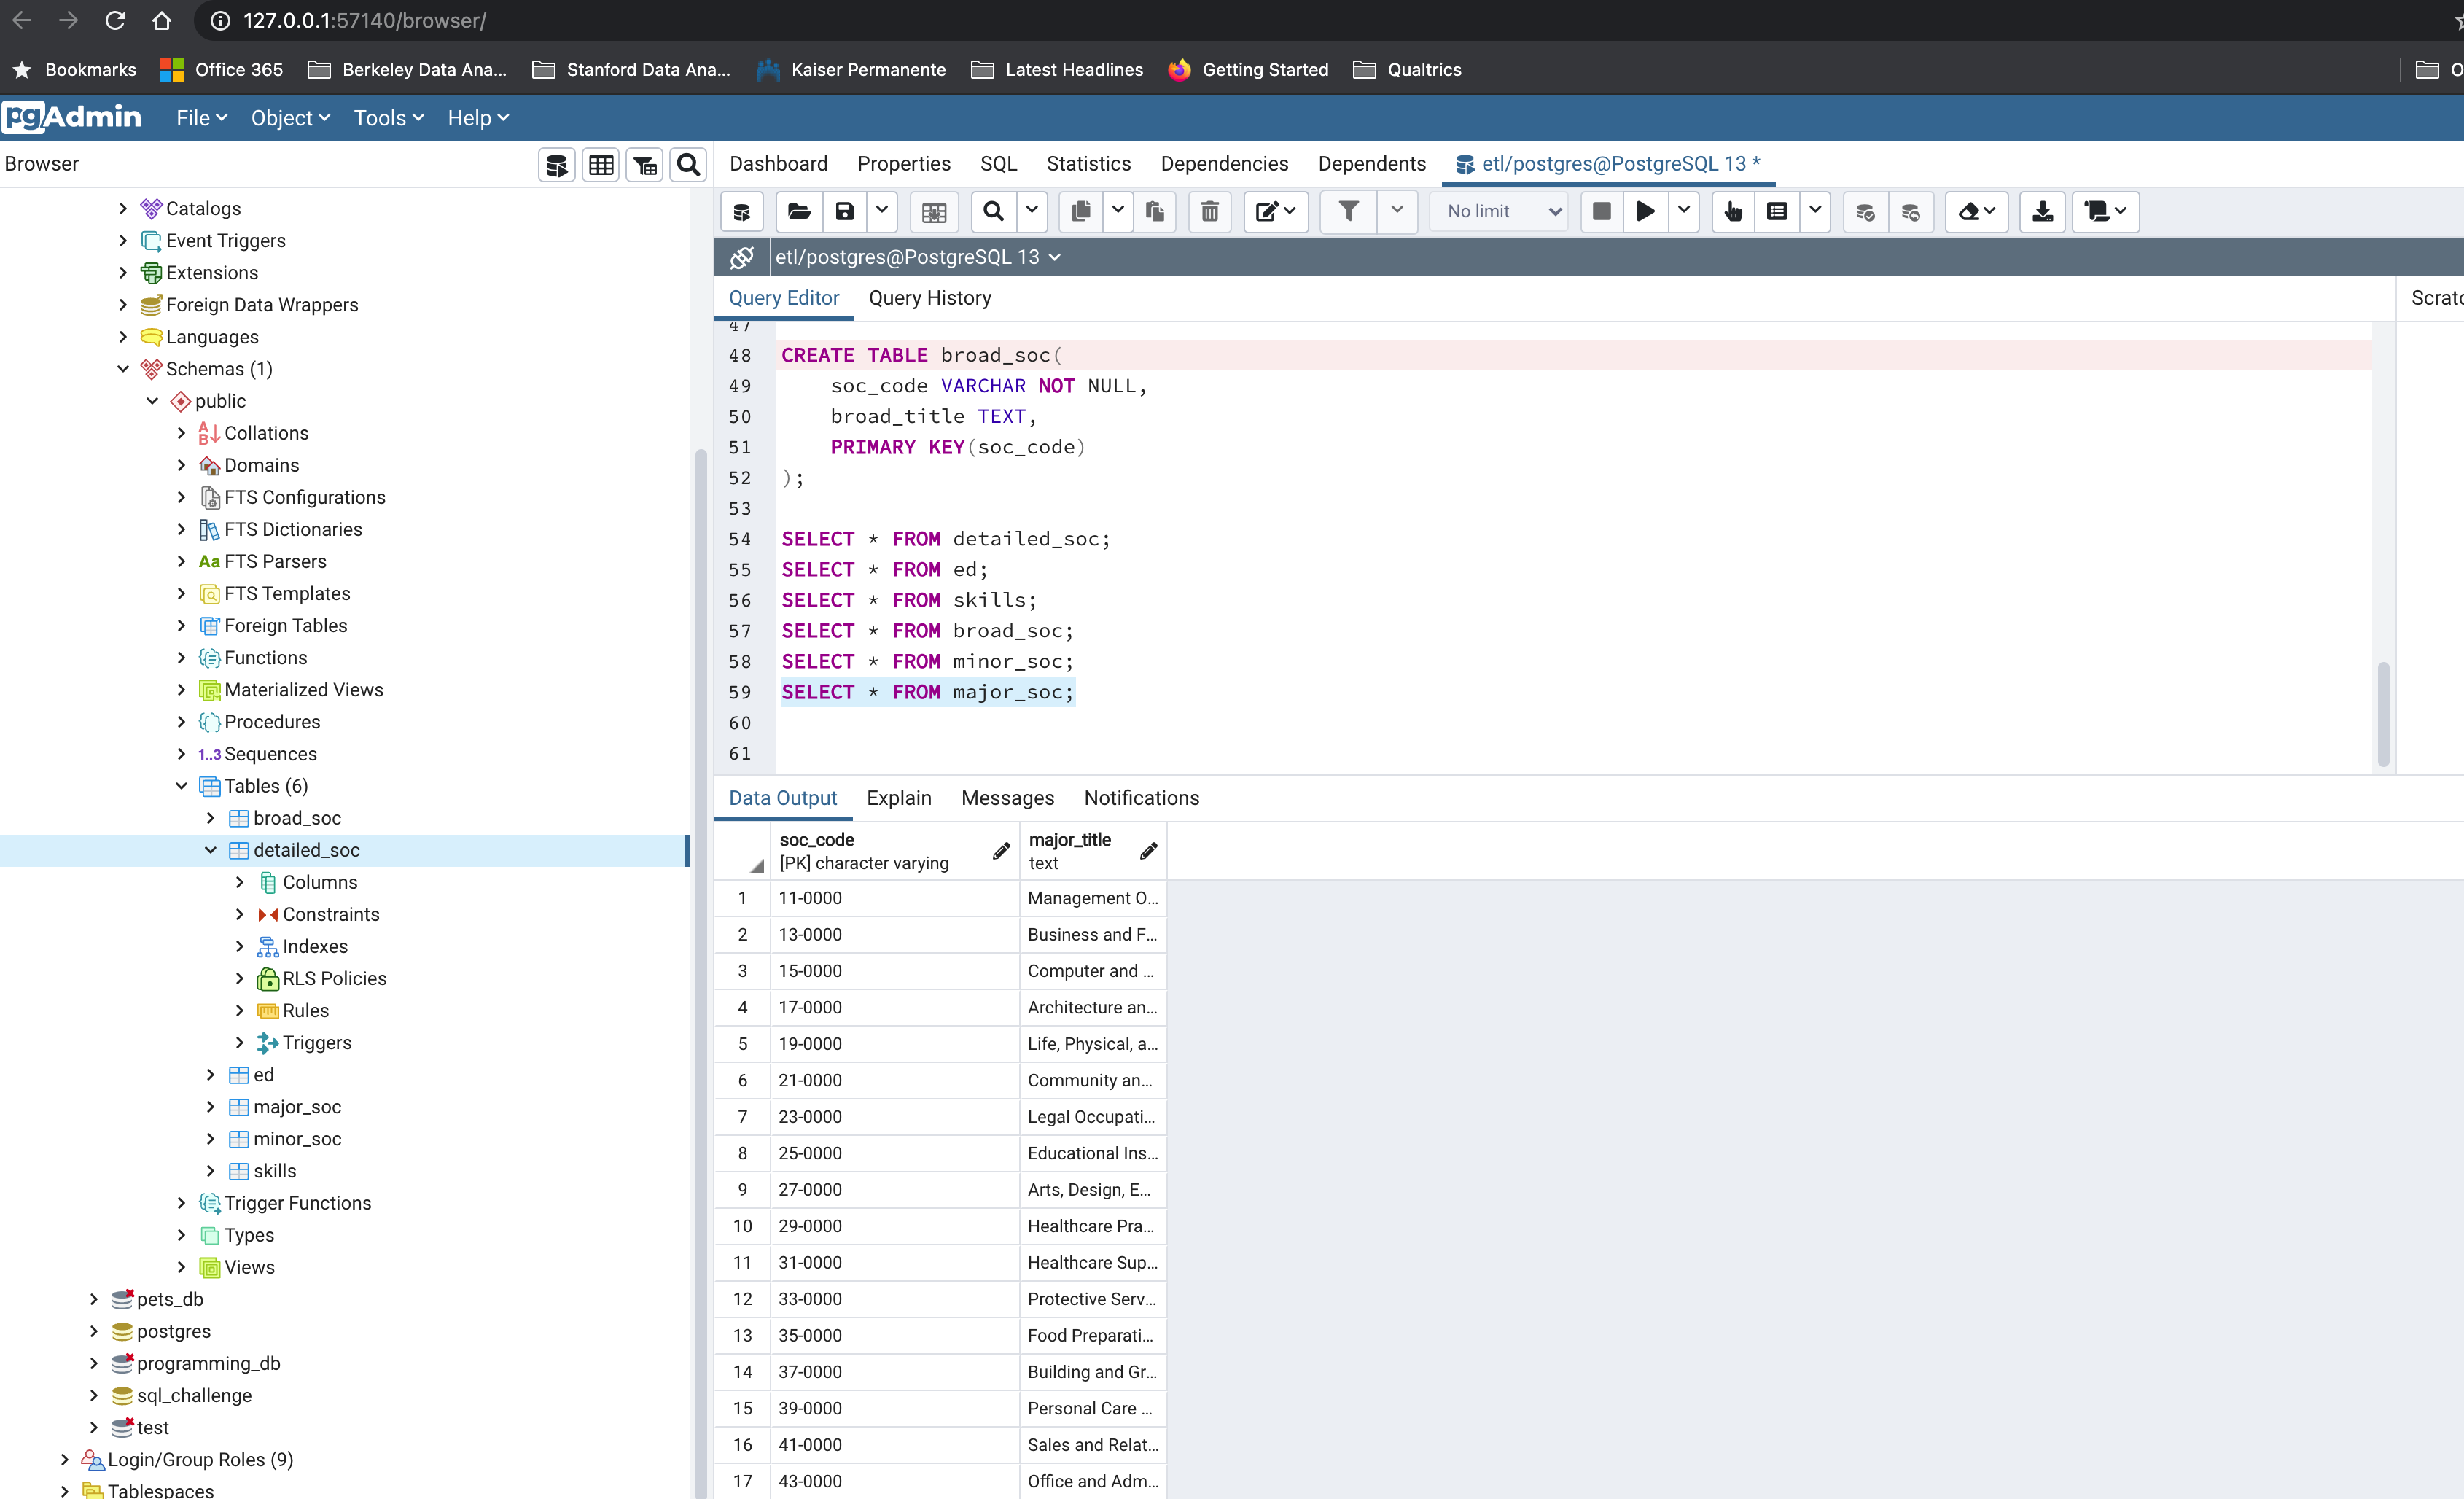 127.0.0.1:57140/browser/
Bookmarks Office 365 Berkeley Data Ana... Stanford Data Ana... Kaiser Permanente Latest Headlines Getting Started Qualtrics
pgAdmin File Object Tools Help
Browser
Catalogs
Event Triggers
Extensions
Foreign Data Wrappers
Languages
Schemas (1)
public
Collations
Domains
FTS Configurations
FTS Dictionaries
Aa FTS Parsers
FTS Templates
Foreign Tables
Functions
Materialized Views
Procedures
1..3 Sequences
Tables (6)
broad_soc
detailed_soc
Columns
Constraints
Indexes
RLS Policies
Rules
Triggers
ed
major_soc
minor_soc
skills
Trigger Functions
Types
Views
pets_db
postgres
programming_db
sql_challenge
test
Login/Group Roles (9)
Tablespaces
Dashboard Properties SQL Statistics Dependencies Dependents etl/postgres@PostgreSQL 13 *
No limit
etl/postgres@PostgreSQL 13
Query Editor Query History
47
48 CREATE TABLE broad_soc(
49 soc_code VARCHAR NOT NULL,
50 broad_title TEXT,
51 PRIMARY KEY(soc_code)
52 );
53
54 SELECT * FROM detailed_soc;
55 SELECT * FROM ed;
56 SELECT * FROM skills;
57 SELECT * FROM broad_soc;
58 SELECT * FROM minor_soc;
59 SELECT * FROM major_soc;
60
61
Data Output Explain Messages Notifications
soc_code major_title
[PK] character varying text
1 11-0000 Management O...
2 13-0000 Business and F...
3 15-0000 Computer and ...
4 17-0000 Architecture an...
5 19-0000 Life, Physical, a...
6 21-0000 Community an...
7 23-0000 Legal Occupati...
8 25-0000 Educational Ins...
9 27-0000 Arts, Design, E...
10 29-0000 Healthcare Pra...
11 31-0000 Healthcare Sup...
12 33-0000 Protective Serv...
13 35-0000 Food Preparati...
14 37-0000 Building and Gr...
15 39-0000 Personal Care ...
16 41-0000 Sales and Relat...
17 43-0000 Office and Adm...